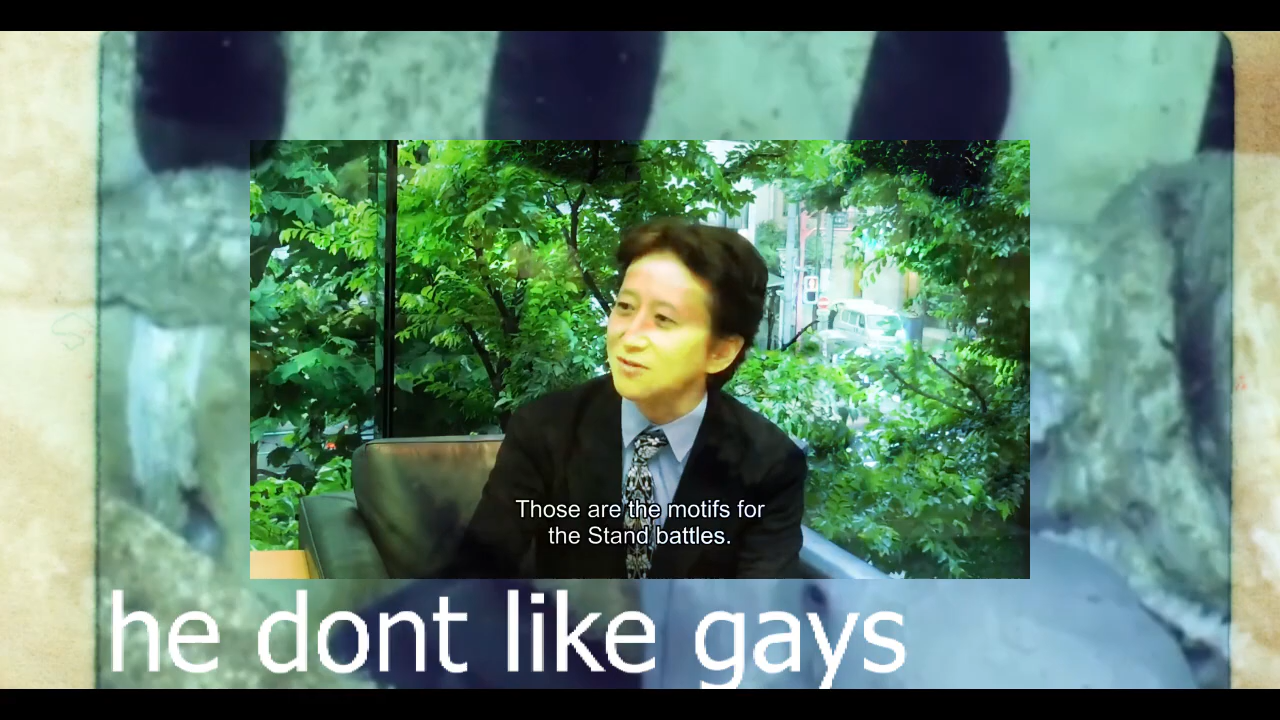 Those are the motifs for
the Stand battles.
he dont like gays